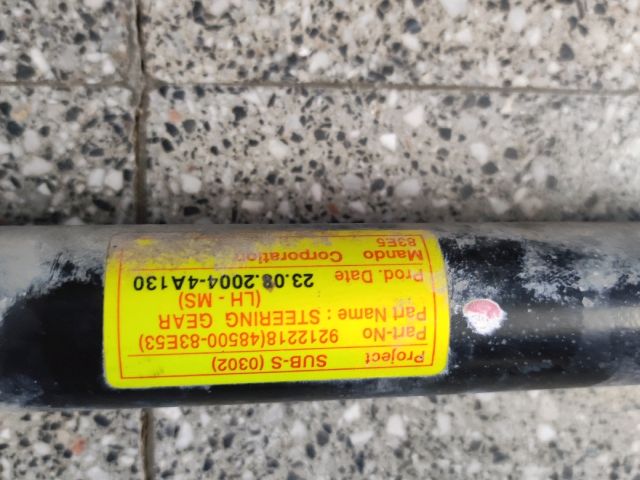 Project SUB-S (0302)
Part-No 9212218(48500-83E53)
Part Name : STEERING GEAR
(LH - MS)
Prod. Date 23.08.2004-4A130
Mando Corporation
83E5